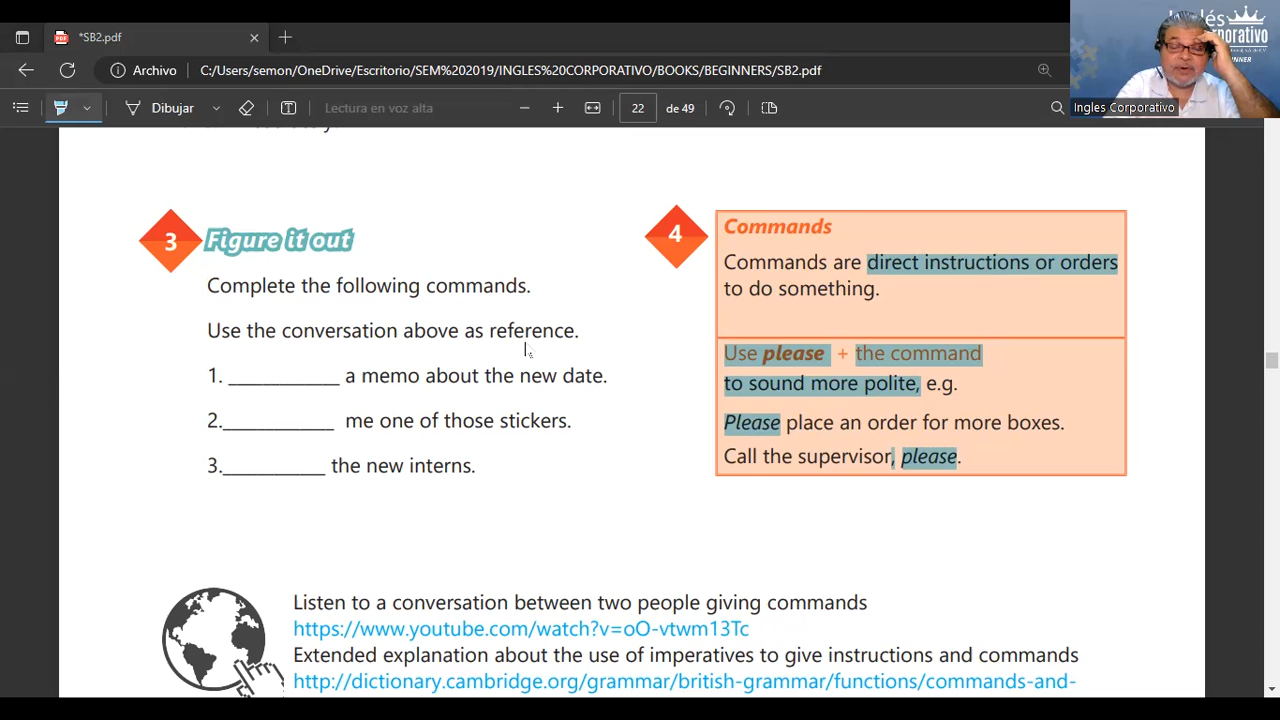 *SB2.pdf
Archivo
C:/Users/semon/OneDrive/Escritorio/SEM%202019/INGLES%20CORPORATIVO/BOOKS/BEGINNERS/SB2.pdf
Dibujar
Lectura en voz alta
22
de 49
Ingles Corporativo
3
Figure it out
Complete the following commands.
Use the conversation above as reference.
1. ___________ a memo about the new date.
2.___________ me one of those stickers.
3.__________ the new interns.
4
Commands
Commands are direct instructions or orders
to do something.
Use please + the command
to sound more polite, e.g.
Please place an order for more boxes.
Call the supervisor, please.
Listen to a conversation between two people giving commands
https://www.youtube.com/watch?v=oO-vtwm13Tc
Extended explanation about the use of imperatives to give instructions and commands
http://dictionary.cambridge.org/grammar/british-grammar/functions/commands-and-